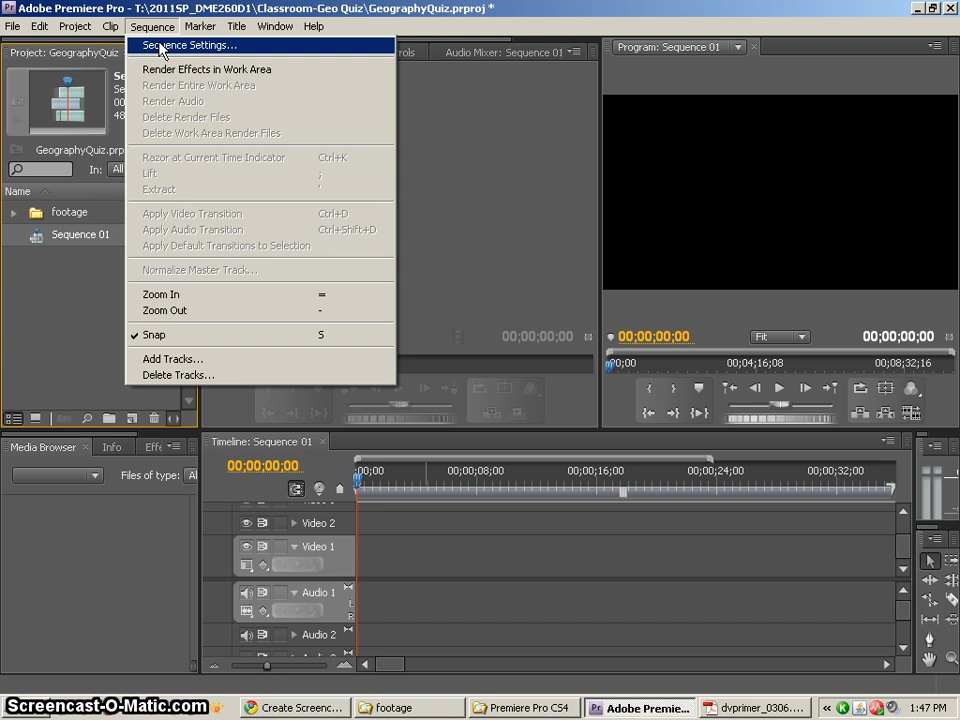 Adobe Premiere Pro - T:\2011SP_DME260D1\Classroom-Geo Quiz\GeographyQuiz.prproj *
File Edit Project Clip Sequence Marker Title Window Help
Project: GeographyQuiz
Audio Mixer: Sequence 01
Program: Sequence 01
Sequence Settings...
Render Effects in Work Area
Render Entire Work Area
Render Audio
Delete Render Files
Delete Work Area Render Files
Razor at Current Time Indicator Ctrl+K
Lift ;
Extract '
Apply Video Transition Ctrl+D
Apply Audio Transition Ctrl+Shift+D
Apply Default Transitions to Selection
Normalize Master Track...
Zoom In =
Zoom Out -
Snap S
Add Tracks...
Delete Tracks...
GeographyQuiz.prp
In: All
Name
footage
Sequence 01
00;00;00;00
00;00;00;00 Fit 00;00;00;00
00;00 00;04;16;08 00;08;32;16
Media Browser Info Effe
Files of type: All
Timeline: Sequence 01
00;00;00;00
;00;00 00;00;08;00 00;00;16;00 00;00;24;00 00;00;32;00
Video 2
Video 1
Audio 1
L
R
Audio 2
Screencast-O-Matic.com
Create Screenc...
footage
Premiere Pro CS4
Adobe Premie...
dvprimer_0306...
1:47 PM